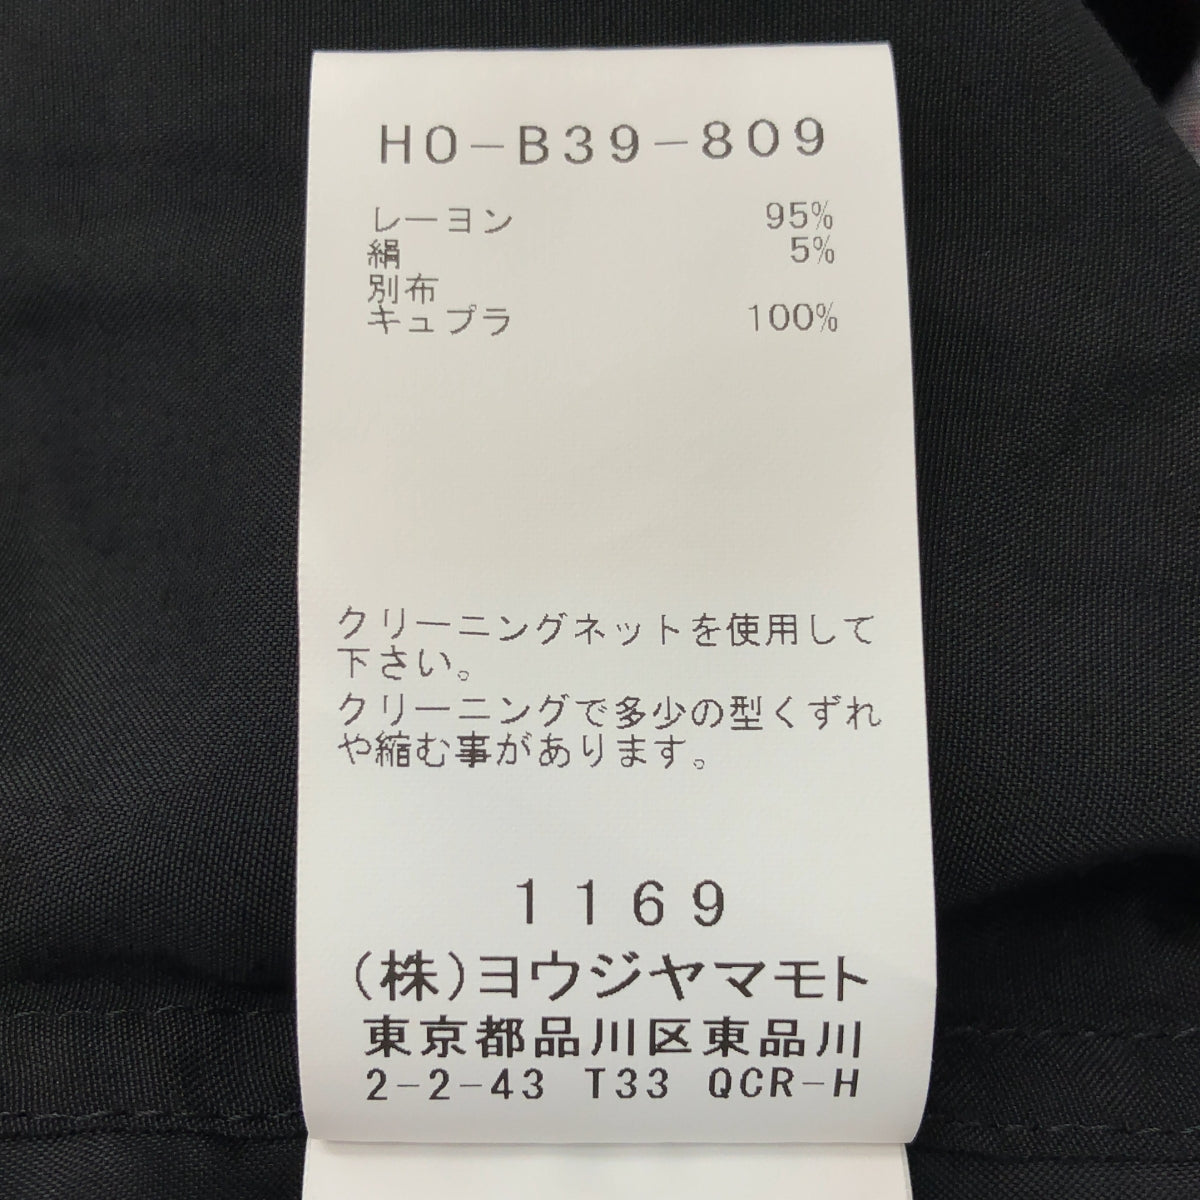 HO-B39-809
レーヨン 95%
絹 5%
別布
キュプラ 100%
クリーニングネットを使用して
下さい。
クリーニングで多少の型くずれ
や縮む事があります。
1169
(株)ヨウジヤマモト
東京都品川区東品川
2-2-43 T33 QCR-H